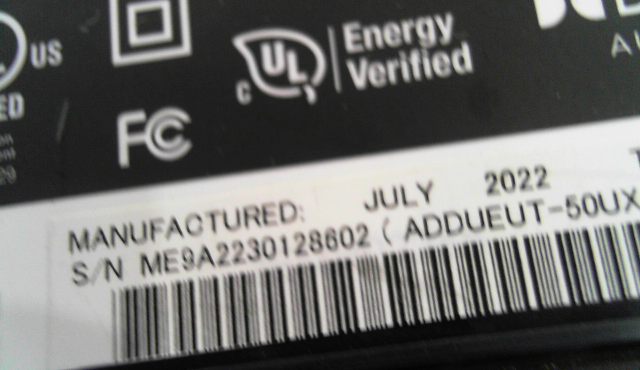 US
UL
C
Energy
Verified
FC
MANUFACTURED: JULY 2022
S/N ME9A2230128602 ( ADDUEUT-50UX